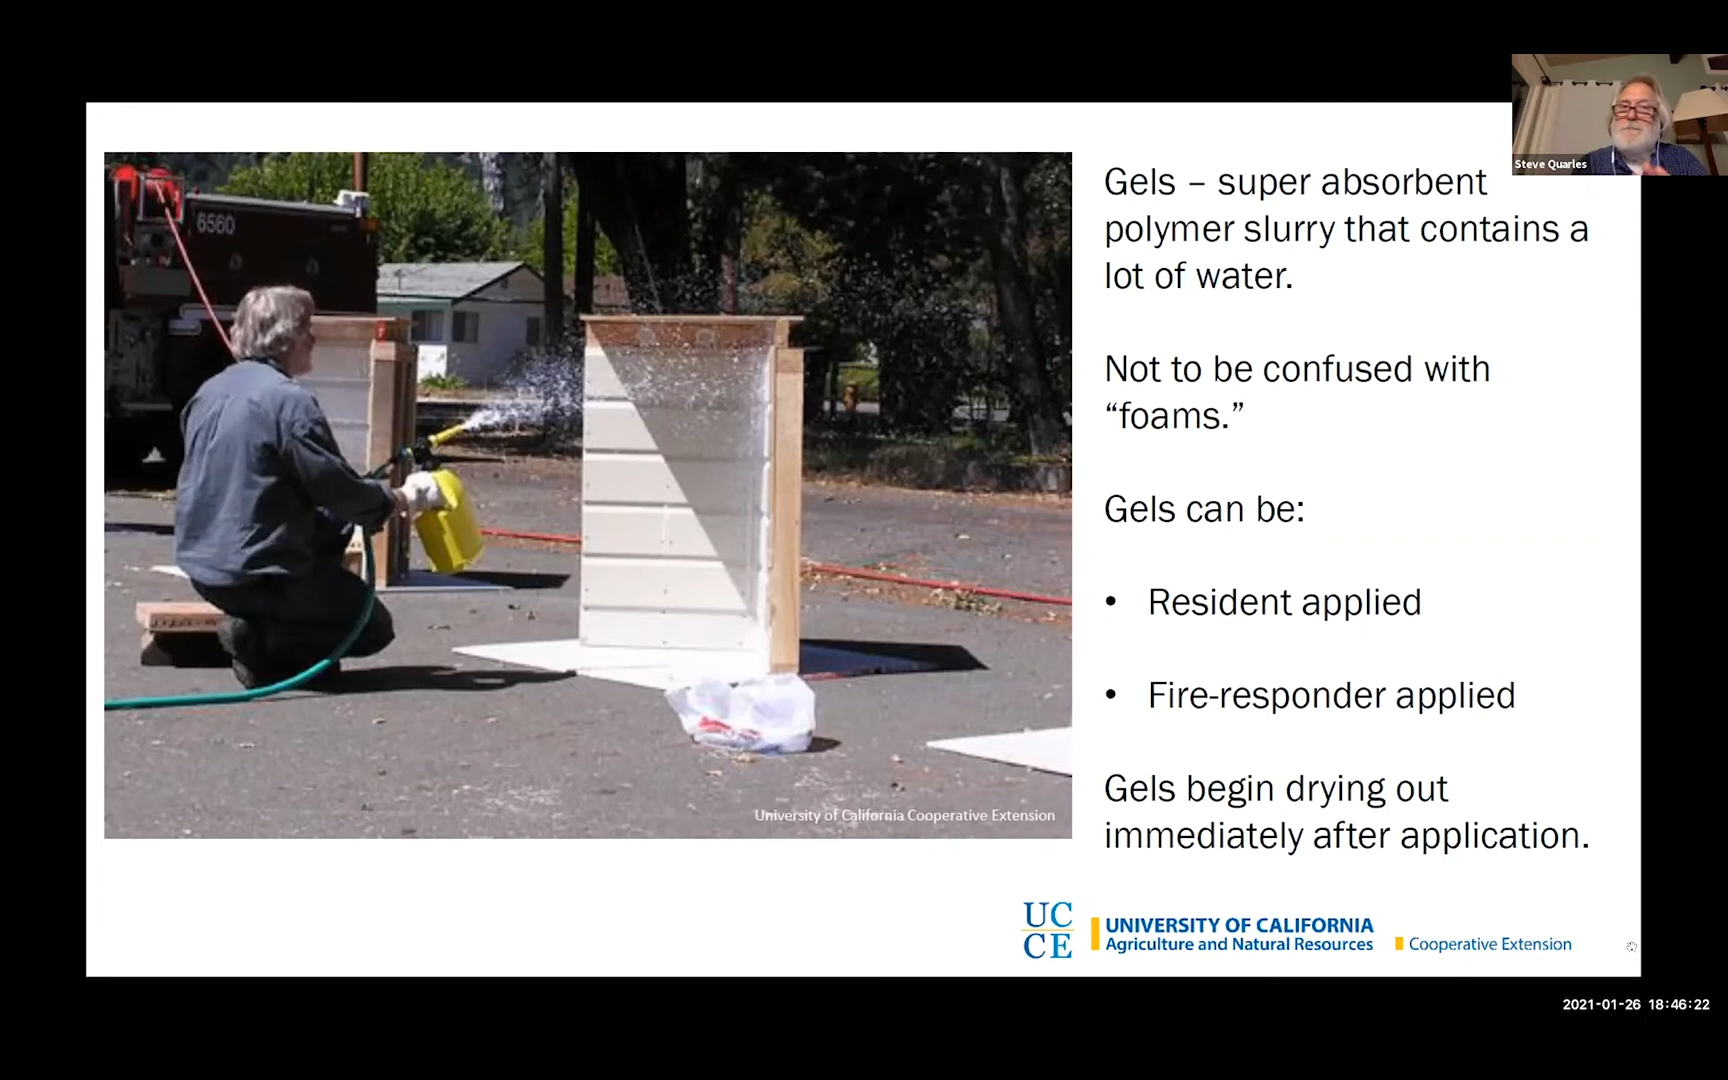 Steve Quarles
6560
Gels – super absorbent
polymer slurry that contains a
lot of water.
Not to be confused with
“foams.”
Gels can be:
• Resident applied
• Fire-responder applied
Gels begin drying out
immediately after application.
University of California Cooperative Extension
UC
CE
UNIVERSITY OF CALIFORNIA
Agriculture and Natural Resources
Cooperative Extension
2021-01-26 18:46:22